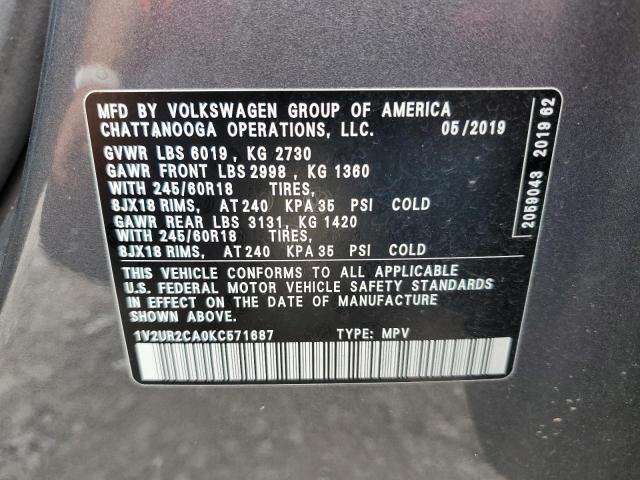 MFD BY VOLKSWAGEN GROUP OF AMERICA
CHATTANOOGA OPERATIONS, LLC. 05/2019
GVWR LBS 6019, KG 2730
GAWR FRONT LBS 2998, KG 1360
WITH 245/60R18 TIRES,
8JX18 RIMS, AT 240 KPA 35 PSI COLD
GAWR REAR LBS 3131, KG 1420
WITH 245/60R18 TIRES,
8JX18 RIMS, AT 240 KPA 35 PSI COLD
THIS VEHICLE CONFORMS TO ALL APPLICABLE
U.S. FEDERAL MOTOR VEHICLE SAFETY STANDARDS
IN EFFECT ON THE DATE OF MANUFACTURE
SHOWN ABOVE.
1V2UR2CA0KC571687 TYPE: MPV
2059043 2019 62